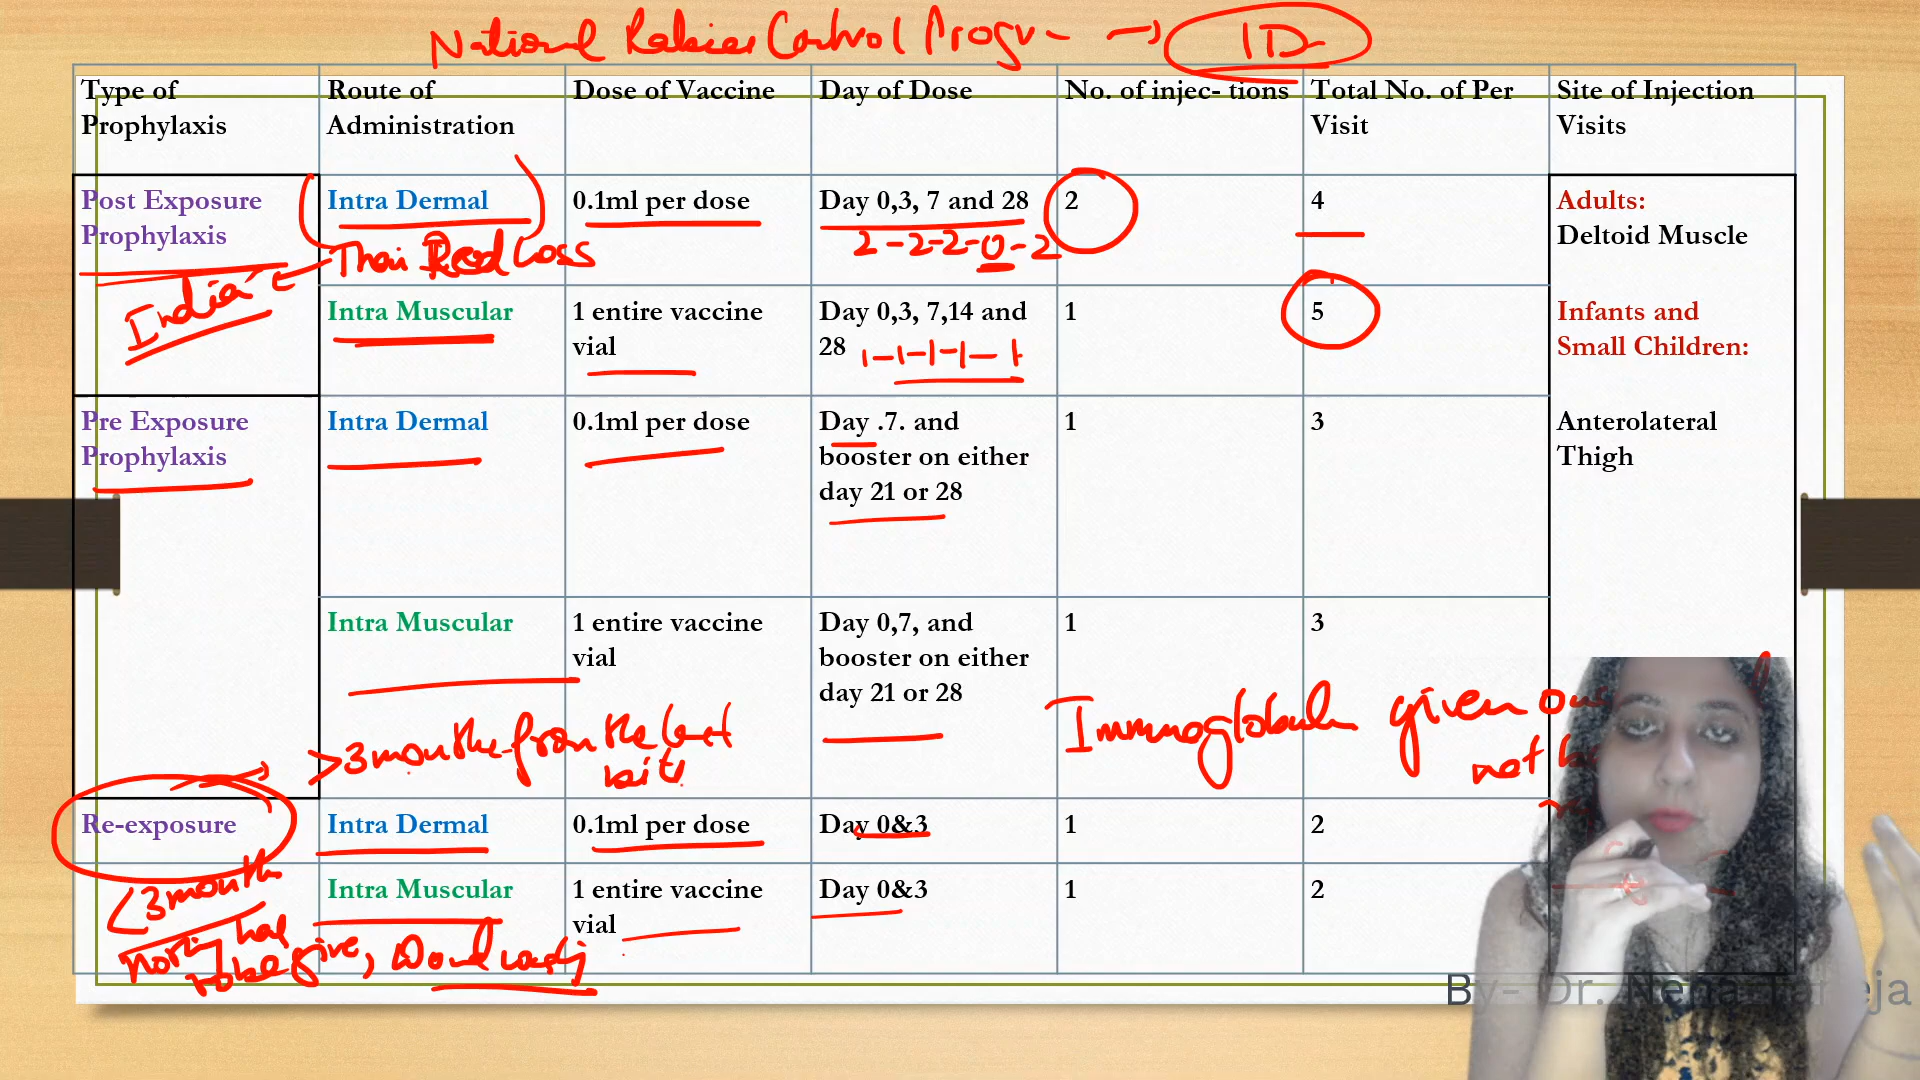 National Rabies Control Progr - → ID
Type of Prophylaxis
Route of Administration
Dose of Vaccine
Day of Dose
No. of injec- tions
Total No. of Per Visit
Site of Injection Visits
Post Exposure Prophylaxis
India
Intra Dermal
Thai Red Cross
0.1ml per dose
Day 0,3, 7 and 28
2-2-2-0-2
2
4
Adults:
Deltoid Muscle
Intra Muscular
1 entire vaccine vial
Day 0,3, 7,14 and 28
1-1-1-1-1
1
5
Infants and
Small Children:
Pre Exposure Prophylaxis
Intra Dermal
0.1ml per dose
Day .7. and booster on either day 21 or 28
1
3
Anterolateral Thigh
Intra Muscular
1 entire vaccine vial
Day 0,7, and booster on either day 21 or 28
1
3
>3 months from the last
bite
given
not
Re-exposure
Intra Dermal
0.1ml per dose
Day 0&3
1
2
<3 months
Intra Muscular
1 entire vaccine vial
Day 0&3
1
2
By- Dr.